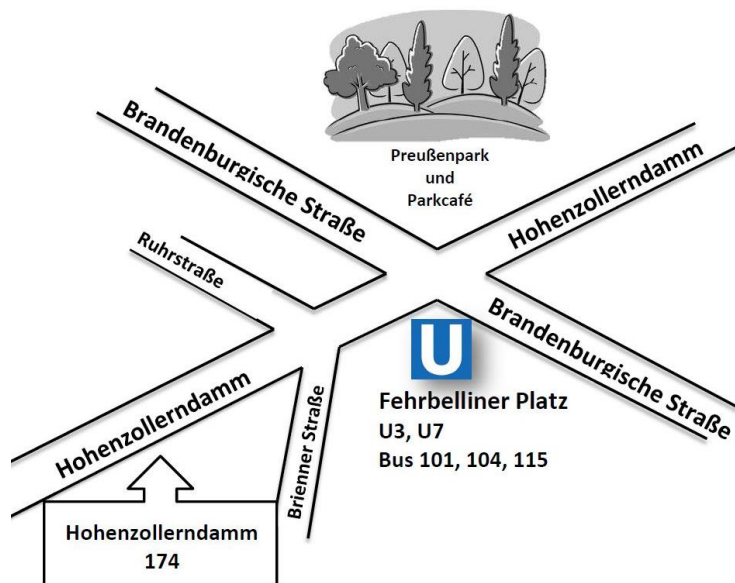 Preußenpark
und
Parkcafé
Brandenburgische Straße
Hohenzollerndamm
Ruhrstraße
Brandenburgische Straße
U
Fehrbelliner Platz
U3, U7
Bus 101, 104, 115
Hohenzollerndamm
Brienner Straße
Hohenzollerndamm
174